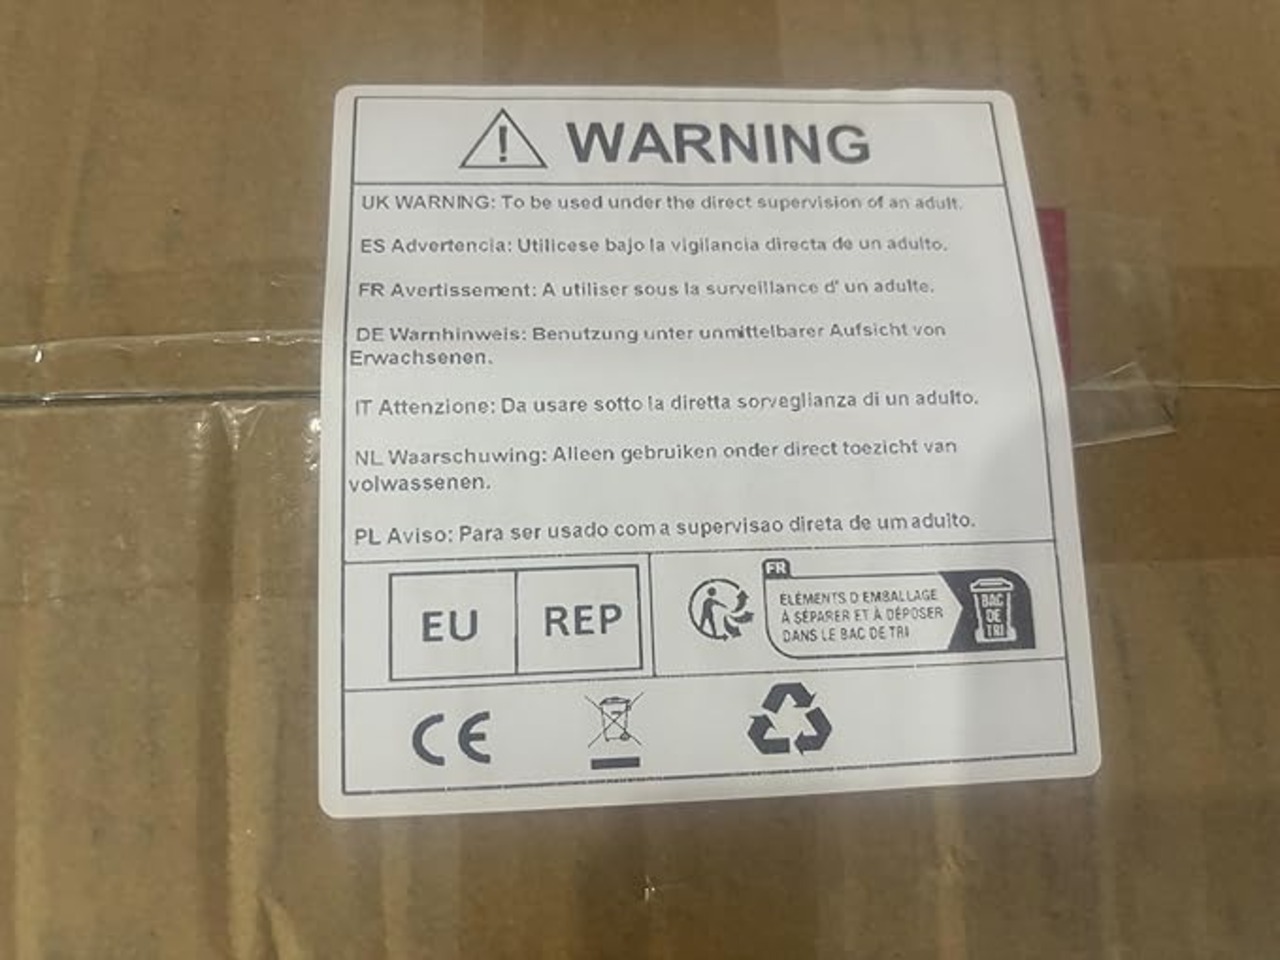 WARNING
UK WARNING: To be used under the direct supervision of an adult.
ES Advertencia: Utilicese bajo la vigilancia directa de un adulto.
FR Avertissement: A utiliser sous la surveillance d' un adulte.
DE Warnhinweis: Benutzung unter unmittelbarer Aufsicht von
Erwachsenen.
IT Attenzione: Da usare sotto la diretta sorveglianza di un adulto.
NL Waarschuwing: Alleen gebruiken onder direct toezicht van
volwassenen.
PL Aviso: Para ser usado com a supervisao direta de um adulto.
EU REP
FR
ELÉMENTS D EMBALLAGE
À SÉPARER ET À DÉPOSER
DANS LE BAC DE TRI
BAC
DE
TRI
CE